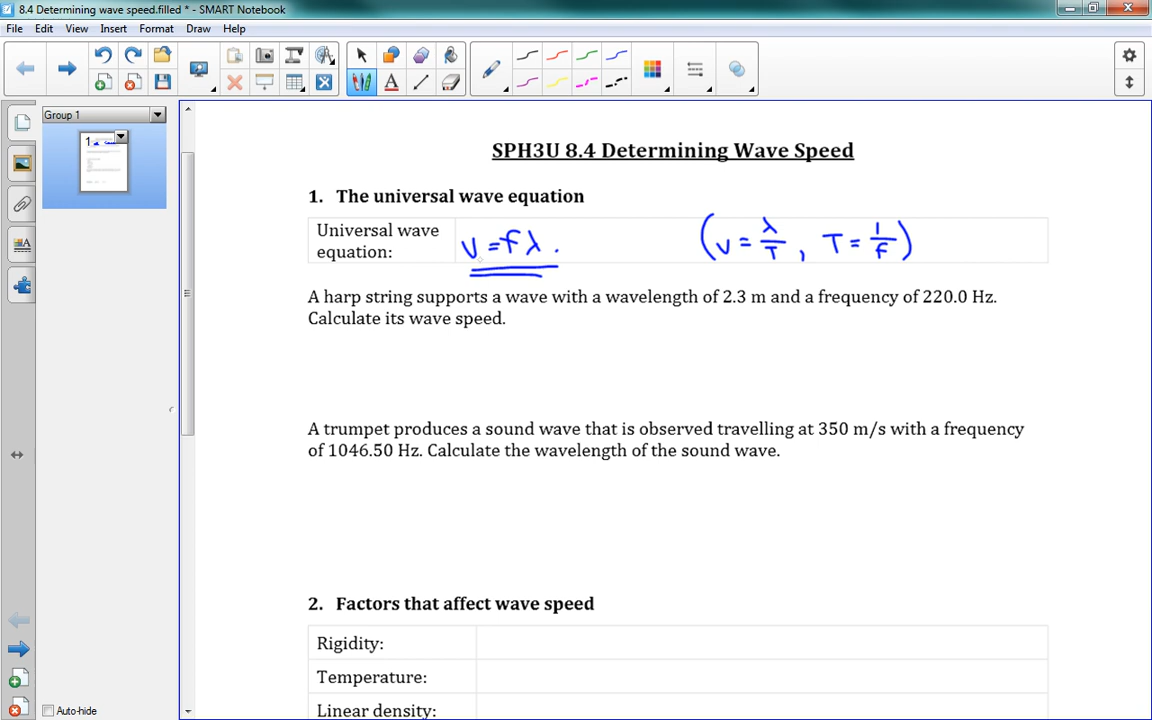 8.4 Determining wave speed.filled * - SMART Notebook
File Edit View Insert Format Draw Help
Group 1
1
SPH3U 8.4 Determining Wave Speed
1. The universal wave equation
Universal wave equation:
v = fλ.
(v = λ/T, T = 1/f)
A harp string supports a wave with a wavelength of 2.3 m and a frequency of 220.0 Hz.
Calculate its wave speed.
A trumpet produces a sound wave that is observed travelling at 350 m/s with a frequency
of 1046.50 Hz. Calculate the wavelength of the sound wave.
2. Factors that affect wave speed
Rigidity:
Temperature:
Linear density:
Auto-hide